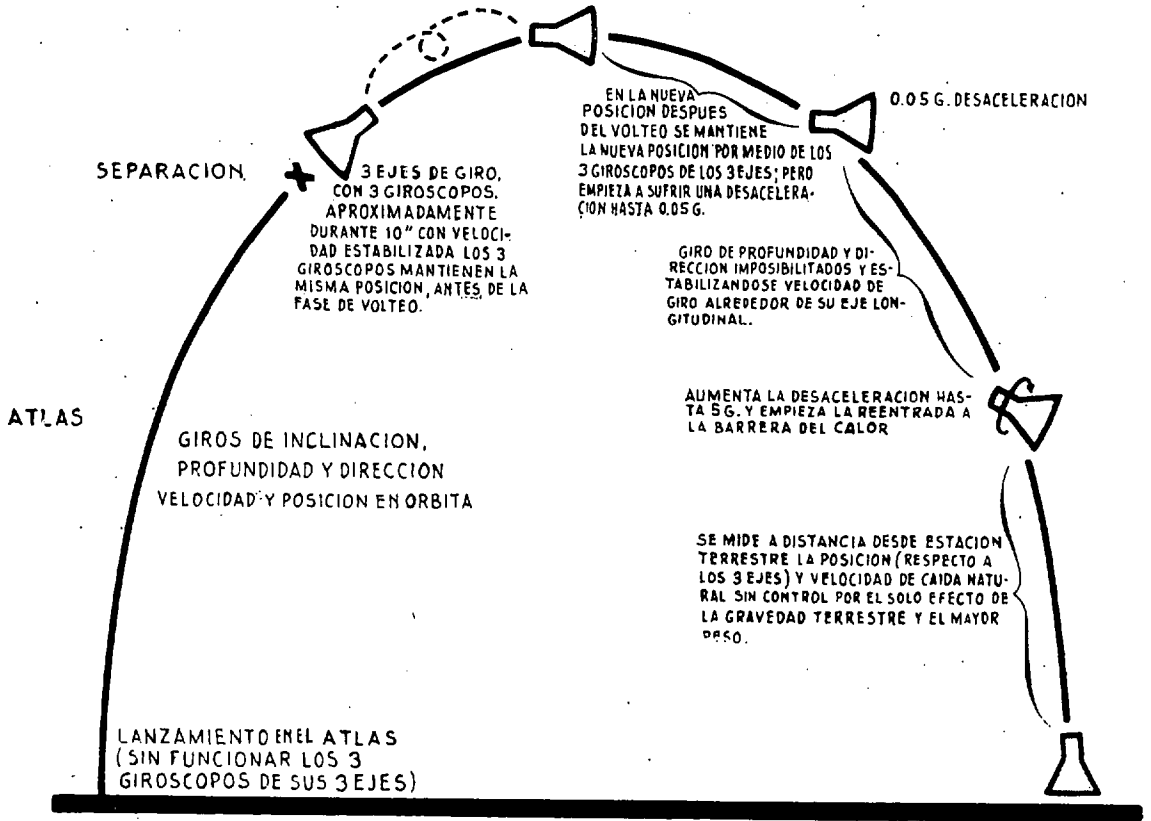 EN LA NUEVA
POSICION DESPUES
DEL VOLTEO SE MANTIENE
LA NUEVA POSICION POR MEDIO DE LOS
3 GIROSCOPOS DE LOS 3 EJES; PERO
EMPIEZA A SUFRIR UNA DESACELERA-
CION HASTA 0.05 G.
0.05 G. DESACELERACION
SEPARACION
3 EJES DE GIRO,
CON 3 GIROSCOPOS.
APROXIMADAMENTE
DURANTE 10" CON VELOCI-
DAD ESTABILIZADA LOS 3
GIROSCOPOS MANTIENEN LA
MISMA POSICION, ANTES DE LA
FASE DE VOLTEO.
GIRO DE PROFUNDIDAD Y DI-
RECCION IMPOSIBILITADOS Y ES-
TABILIZANDOSE VELOCIDAD DE
GIRO ALREDEDOR DE SU EJE LON-
GITUDINAL.
ATLAS
AUMENTA LA DESACELERACION HAS-
TA 5 G. Y EMPIEZA LA REENTRADA A
LA BARRERA DEL CALOR
GIROS DE INCLINACION,
PROFUNDIDAD Y DIRECCION
VELOCIDAD Y POSICION EN ORBITA
SE MIDE A DISTANCIA DESDE ESTACION
TERRESTRE LA POSICION (RESPECTO A
LOS 3 EJES) Y VELOCIDAD DE CAIDA NATU-
RAL SIN CONTROL POR EL SOLO EFECTO DE
LA GRAVEDAD TERRESTRE Y EL MAYOR
PESO.
LANZAMIENTO EN EL ATLAS
(SIN FUNCIONAR LOS 3
GIROSCOPOS DE SUS 3 EJES)